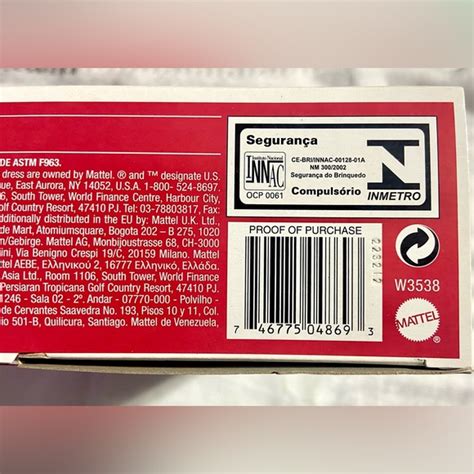 DE ASTM F963.
dress are owned by Mattel. ® and ™ designate U.S.
nue, East Aurora, NY 14052, U.S.A. 1-800- 524-8697.
6, South Tower, World Finance Centre, Harbour City,
Golf Country Resort, 47410 PJ. Tel: 03-78803817. Fax:
additionally distributed in the EU by: Mattel U.K. Ltd.,
de Mart, Atomiumsquare, Bogota 202 - B 275, 1020
n/Gebirge. Mattel AG, Monbijoustrasse 68, CH-3000
ini, Via Benigno Crespi 19/C, 20159 Milano. Mattel
Mattel AEBE, Ελληνικού 2, 16777 Ελληνικό, Ελλάδα.
Asia Ltd., Room 1106, South Tower, World Finance
Persiaran Tropicana Golf Country Resort, 47410 PJ.
1246 - Sala 02 - 2º Andar - 07770-000 - Polvilho -
de Cervantes Saavedra No. 193, Pisos 10 y 11, Col.
io 501-B, Quilicura, Santiago. Mattel de Venezuela,
Segurança
Instituto Nacional
INNAC
OCP 0061
CE-BRI/INNAC-00128-01A
NM 300/2002
Segurança do Brinquedo
Compulsório
INMETRO
PROOF OF PURCHASE
7 46775 04869 3
W3538
MATTEL